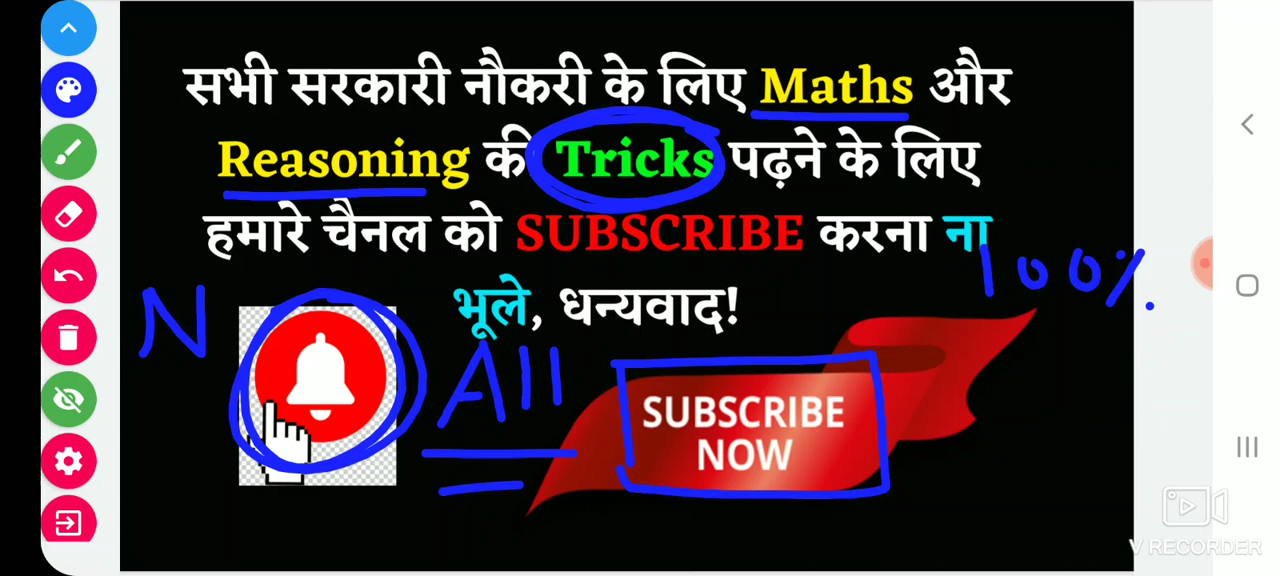 सभी सरकारी नौकरी के लिए Maths और
Reasoning की Tricks पढ़ने के लिए
हमारे चैनल को SUBSCRIBE करना ना
भूले, धन्यवाद!
100%
N
All
SUBSCRIBE
NOW
V RECORDER